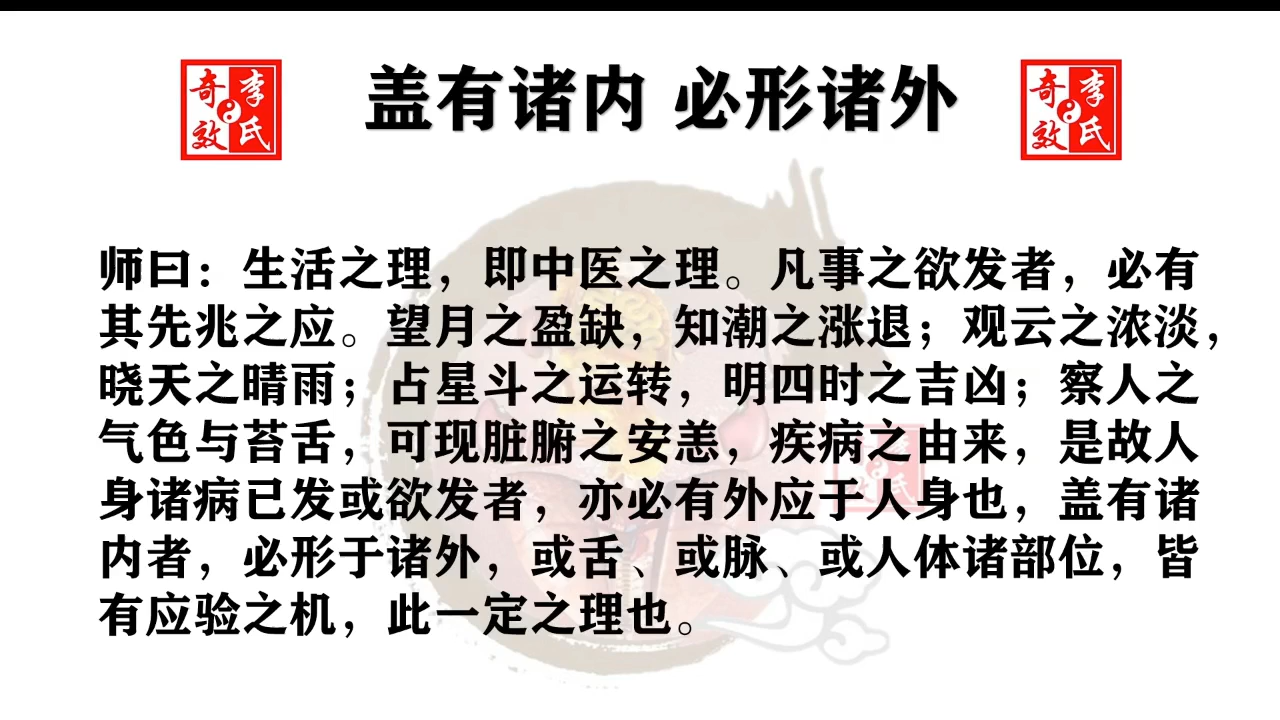 李氏奇效
盖有诸内 必形诸外
李氏奇效
师曰：生活之理，即中医之理。凡事之欲发者，必有
其先兆之应。望月之盈缺，知潮之涨退；观云之浓淡，
晓天之晴雨；占星斗之运转，明四时之吉凶；察人之
气色与苔舌，可现脏腑之安恙，疾病之由来，是故人
身诸病已发或欲发者，亦必有外应于人身也，盖有诸
内者，必形于诸外，或舌、或脉、或人体诸部位，皆
有应验之机，此一定之理也。